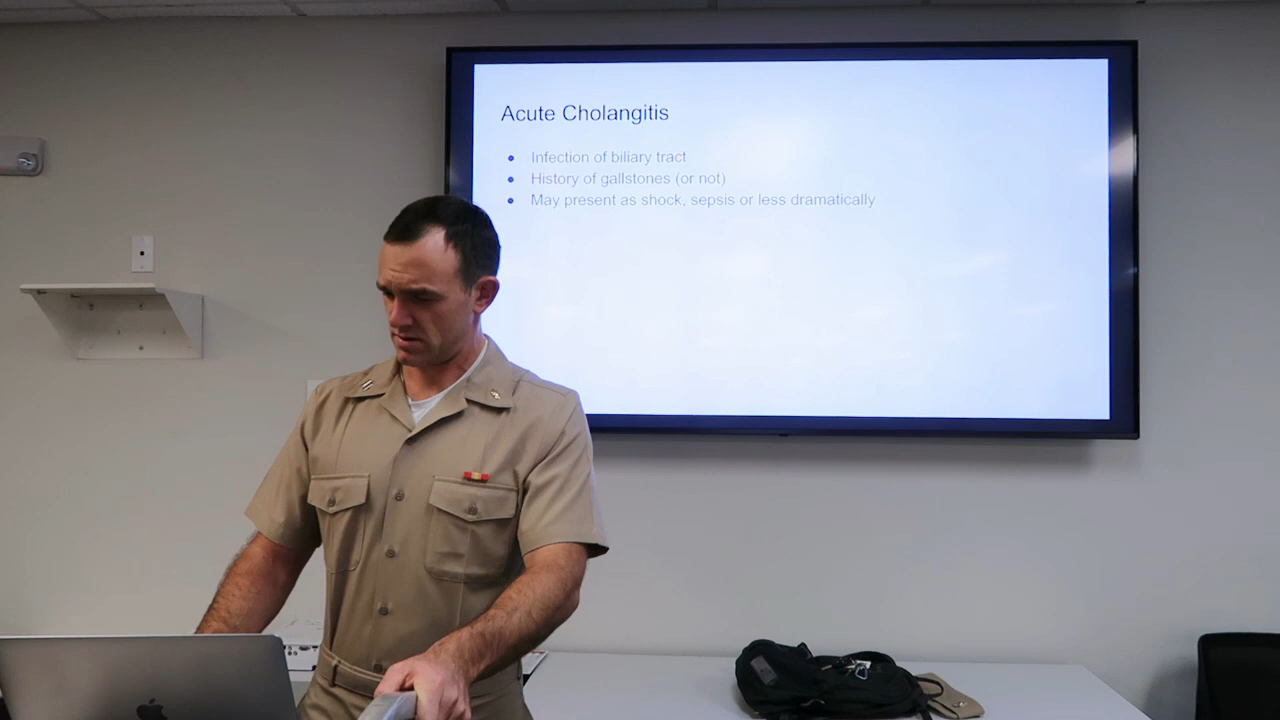 Acute Cholangitis
Infection of biliary tract
History of gallstones (or not)
May present as shock, sepsis or less dramatically